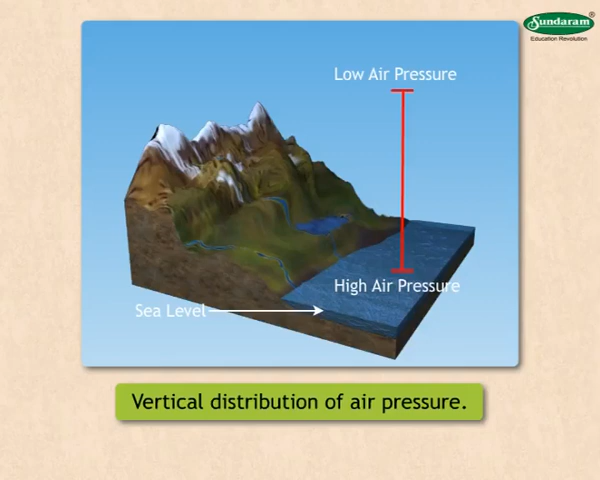 Sundaram®
Education Revolution
Low Air Pressure
High Air Pressure
Sea Level
Vertical distribution of air pressure.